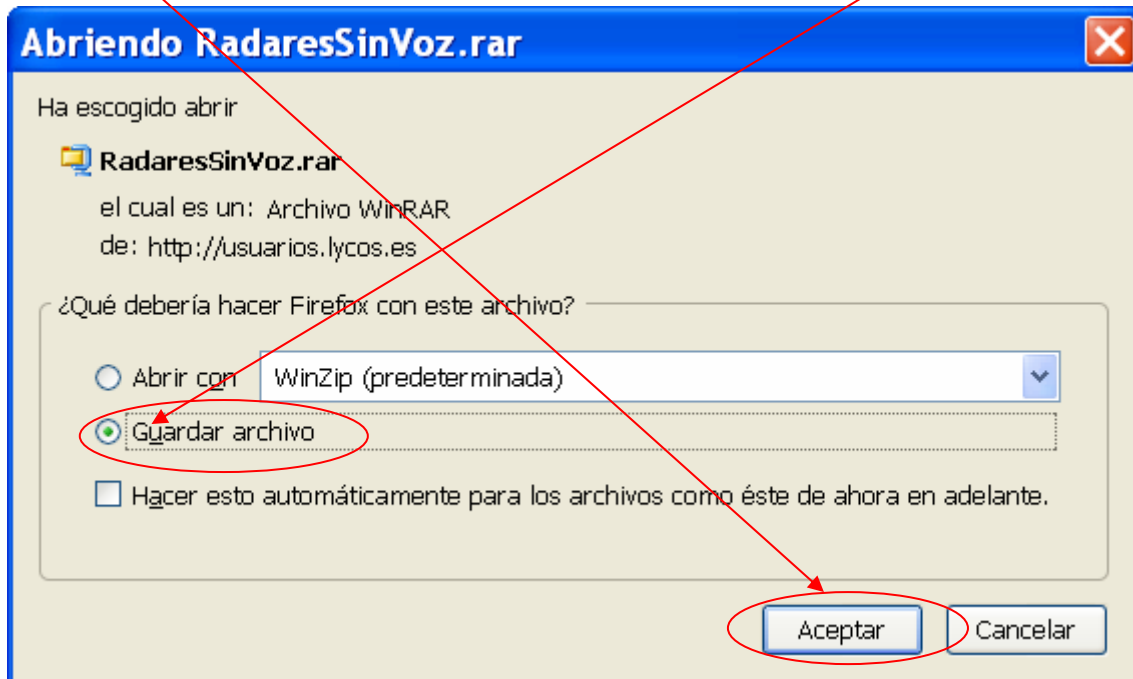 Abriendo RadaresSinVoz.rar
Ha escogido abrir
RadaresSinVoz.rar
el cual es un: Archivo WinRAR
de: http://usuarios.lycos.es
¿Qué debería hacer Firefox con este archivo?
Abrir con WinZip (predeterminada)
Guardar archivo
Hacer esto automáticamente para los archivos como éste de ahora en adelante.
Aceptar Cancelar